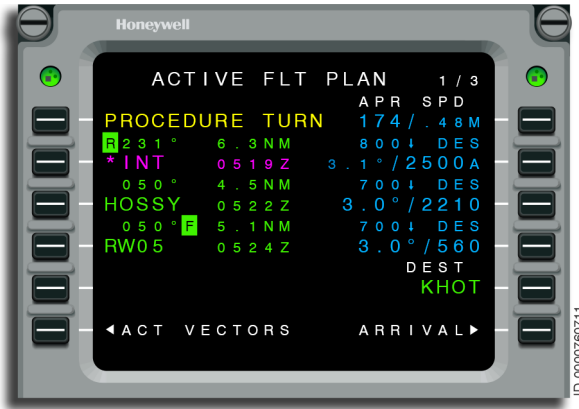 Honeywell
ACTIVE FLT PLAN 1/3
APR SPD
PROCEDURE TURN 174/.48M
R 231° 6.3NM 800↓ DES
*INT 0519Z 3.1°/2500A
050° 4.5NM 700↓ DES
HOSSY 0522Z 3.0°/2210
050° F 5.1NM 700↓ DES
RW05 0524Z 3.0°/560
DEST
KHOT
◀ACT VECTORS ARRIVAL▶